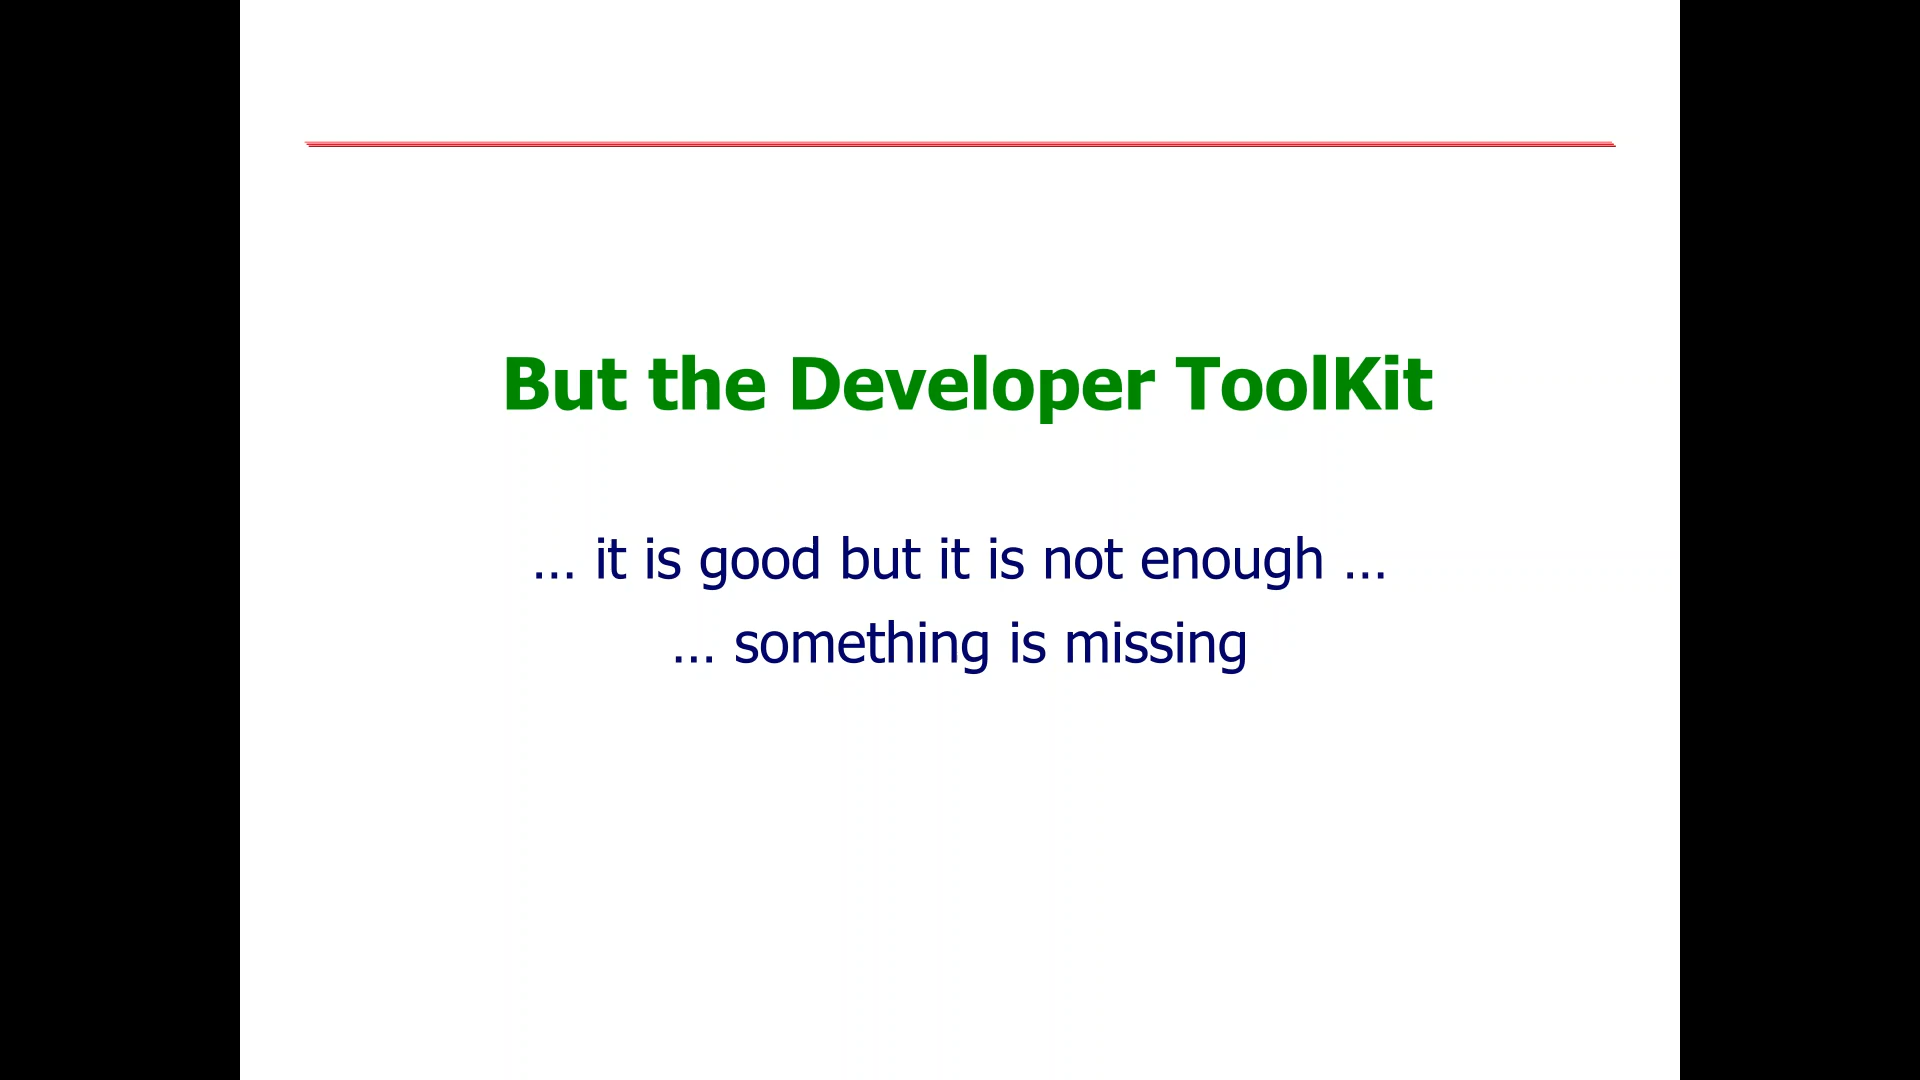 But the Developer ToolKit
... it is good but it is not enough ...
... something is missing